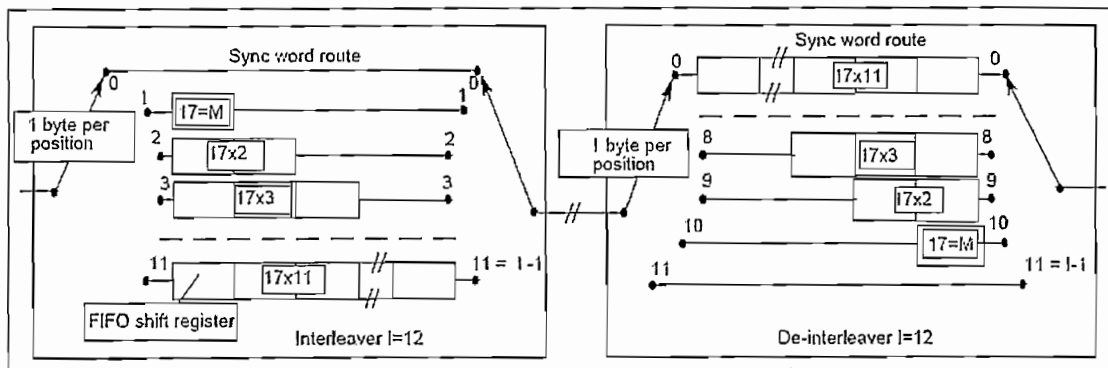 Sync word route
0
0
1
17=M
1
1 byte per
position
2
17x2
2
3
17x3
3
11
17x11
11 = I-1
FIFO shift register
Interleaver I=12
Sync word route
0
17x11
0
1 byte per
position
8
17x3
8
9
17x2
9
10
17=M
10
11
11 = I-1
De-interleaver I=12